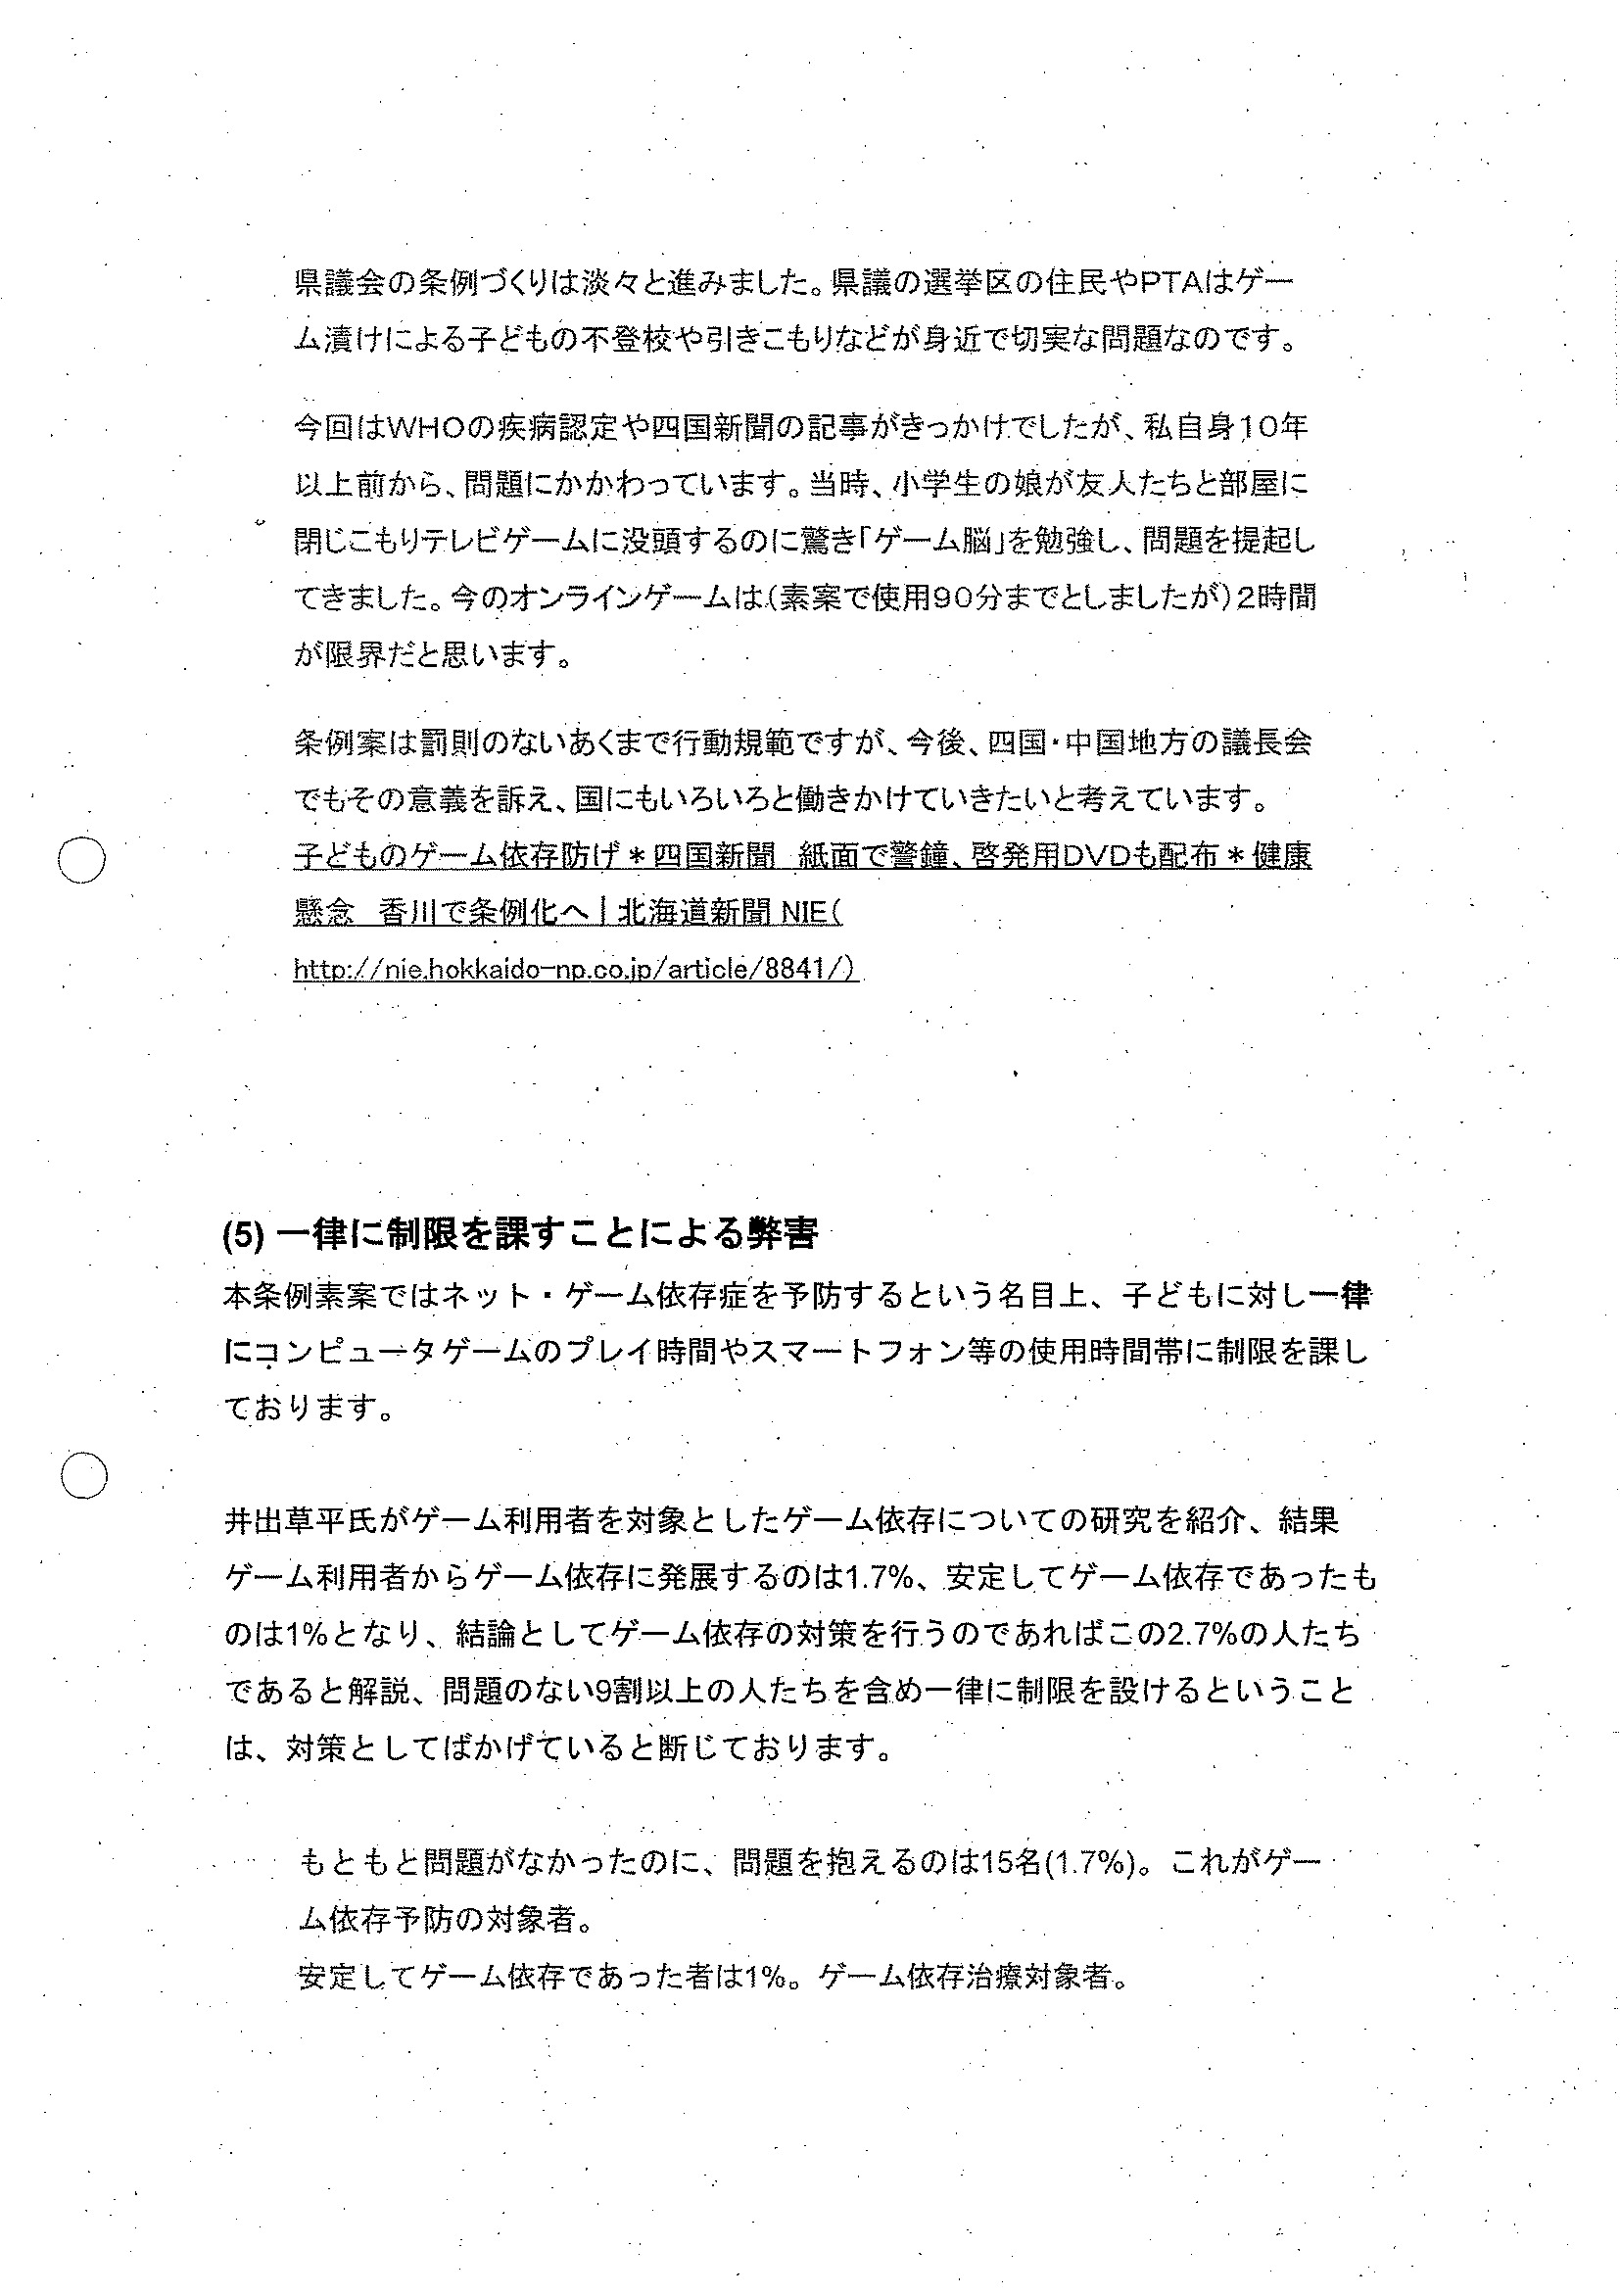 県議会の条例づくりは淡々と進みました。県議の選挙区の住民やPTAはゲー
ム漬けによる子どもの不登校や引きこもりなどが身近で切実な問題なのです。
今回はWHOの疾病認定や四国新聞の記事がきっかけでしたが、私自身10年
以上前から、問題にかかわっています。当時、小学生の娘が友人たちと部屋に
閉じこもりテレビゲームに没頭するのに驚き「ゲーム脳」を勉強し、問題を提起し
てきました。今のオンラインゲームは(素案で使用90分までとしましたが)2時間
が限界だと思います。
条例案は罰則のないあくまで行動規範ですが、今後、四国・中国地方の議長会
でもその意義を訴え、国にもいろいろと働きかけていきたいと考えています。
子どものゲーム依存防げ＊四国新聞　紙面で警鐘、啓発用DVDも配布＊健康
懸念　香川で条例化へ | 北海道新聞 NIE(
http://nie.hokkaido-np.co.jp/article/8841/)
(5) 一律に制限を課すことによる弊害
本条例素案ではネット・ゲーム依存症を予防するという名目上、子どもに対し一律
にコンピュータゲームのプレイ時間やスマートフォン等の使用時間帯に制限を課し
ております。
井出草平氏がゲーム利用者を対象としたゲーム依存についての研究を紹介、結果
ゲーム利用者からゲーム依存に発展するのは1.7%、安定してゲーム依存であったも
のは1%となり、結論としてゲーム依存の対策を行うのであればこの2.7%の人たち
であると解説、問題のない9割以上の人たちを含め一律に制限を設けるということ
は、対策としてばかげていると断じております。
もともと問題がなかったのに、問題を抱えるのは15名(1.7%)。これがゲー
ム依存予防の対象者。
安定してゲーム依存であった者は1%。ゲーム依存治療対象者。